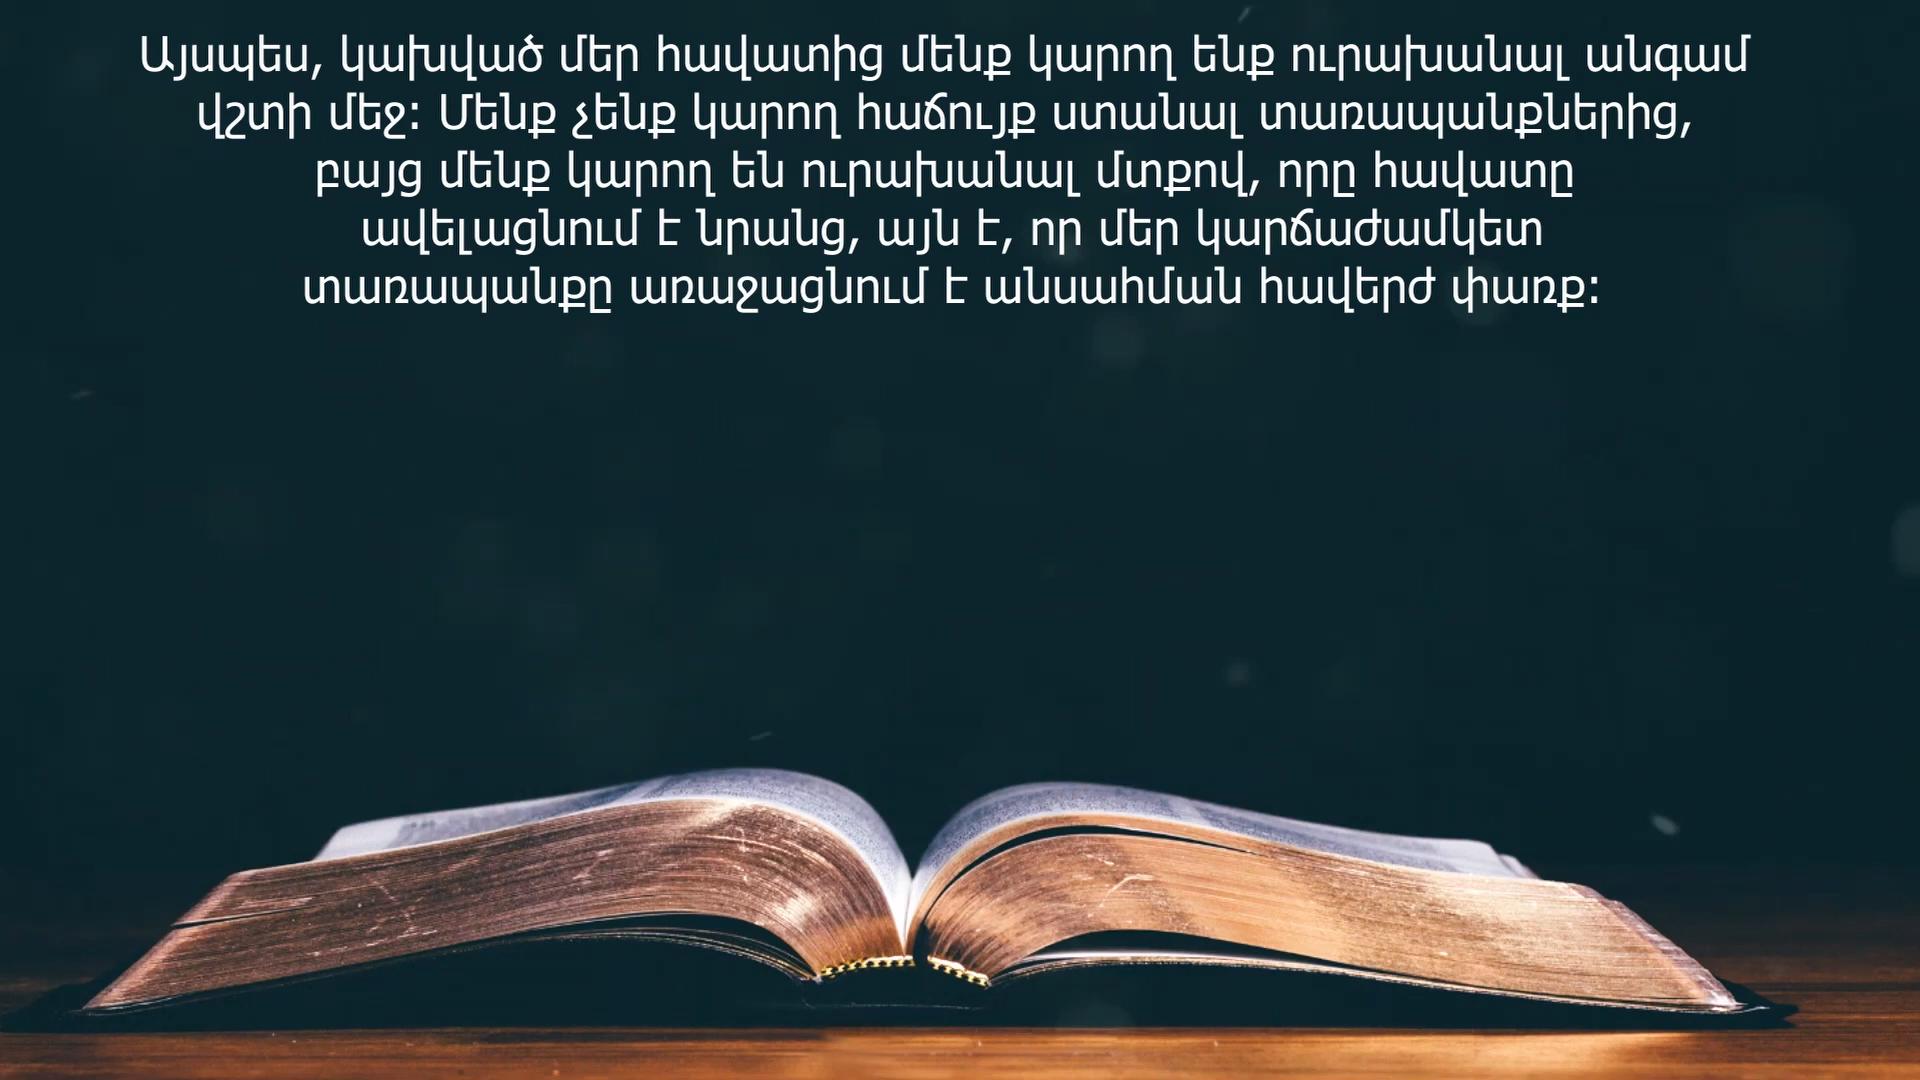 Այսպես, կախված մեր հավատից մենք կարող ենք ուրախանալ անգամ
վշտի մեջ: Մենք չենք կարող հաճույք ստանալ տառապանքներից,
բայց մենք կարող են ուրախանալ մտքով, որը հավատը
ավելացնում է նրանց, այն է, որ մեր կարճաժամկետ
տառապանքը առաջացնում է անսահման հավերժ փառք: